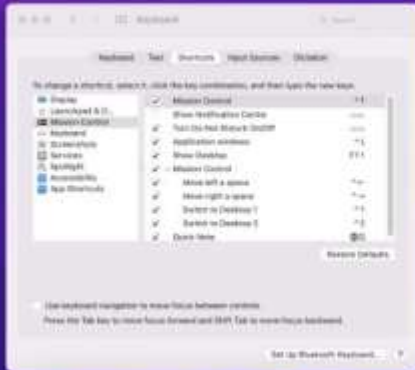 Keyboard
Search
Keyboard Text Shortcuts Input Sources Dictation
To change a shortcut, select it, click the key combination, and then type the new keys.
Display
Mission Control
Keyboard
Screenshots
Services
Spotlight
Accessibility
App Shortcuts
Mission Control
Show Notification Centre
Turn Do Not Disturb On/Off
Application windows
Show Desktop
Mission Control
Move left a space
Move right a space
Switch to Desktop 1
Switch to Desktop 2
Quick Note
Restore Defaults
Use keyboard navigation to move focus between controls
Press the Tab key to move focus forward and Shift Tab to move focus backward.
Set Up Bluetooth Keyboard...
?